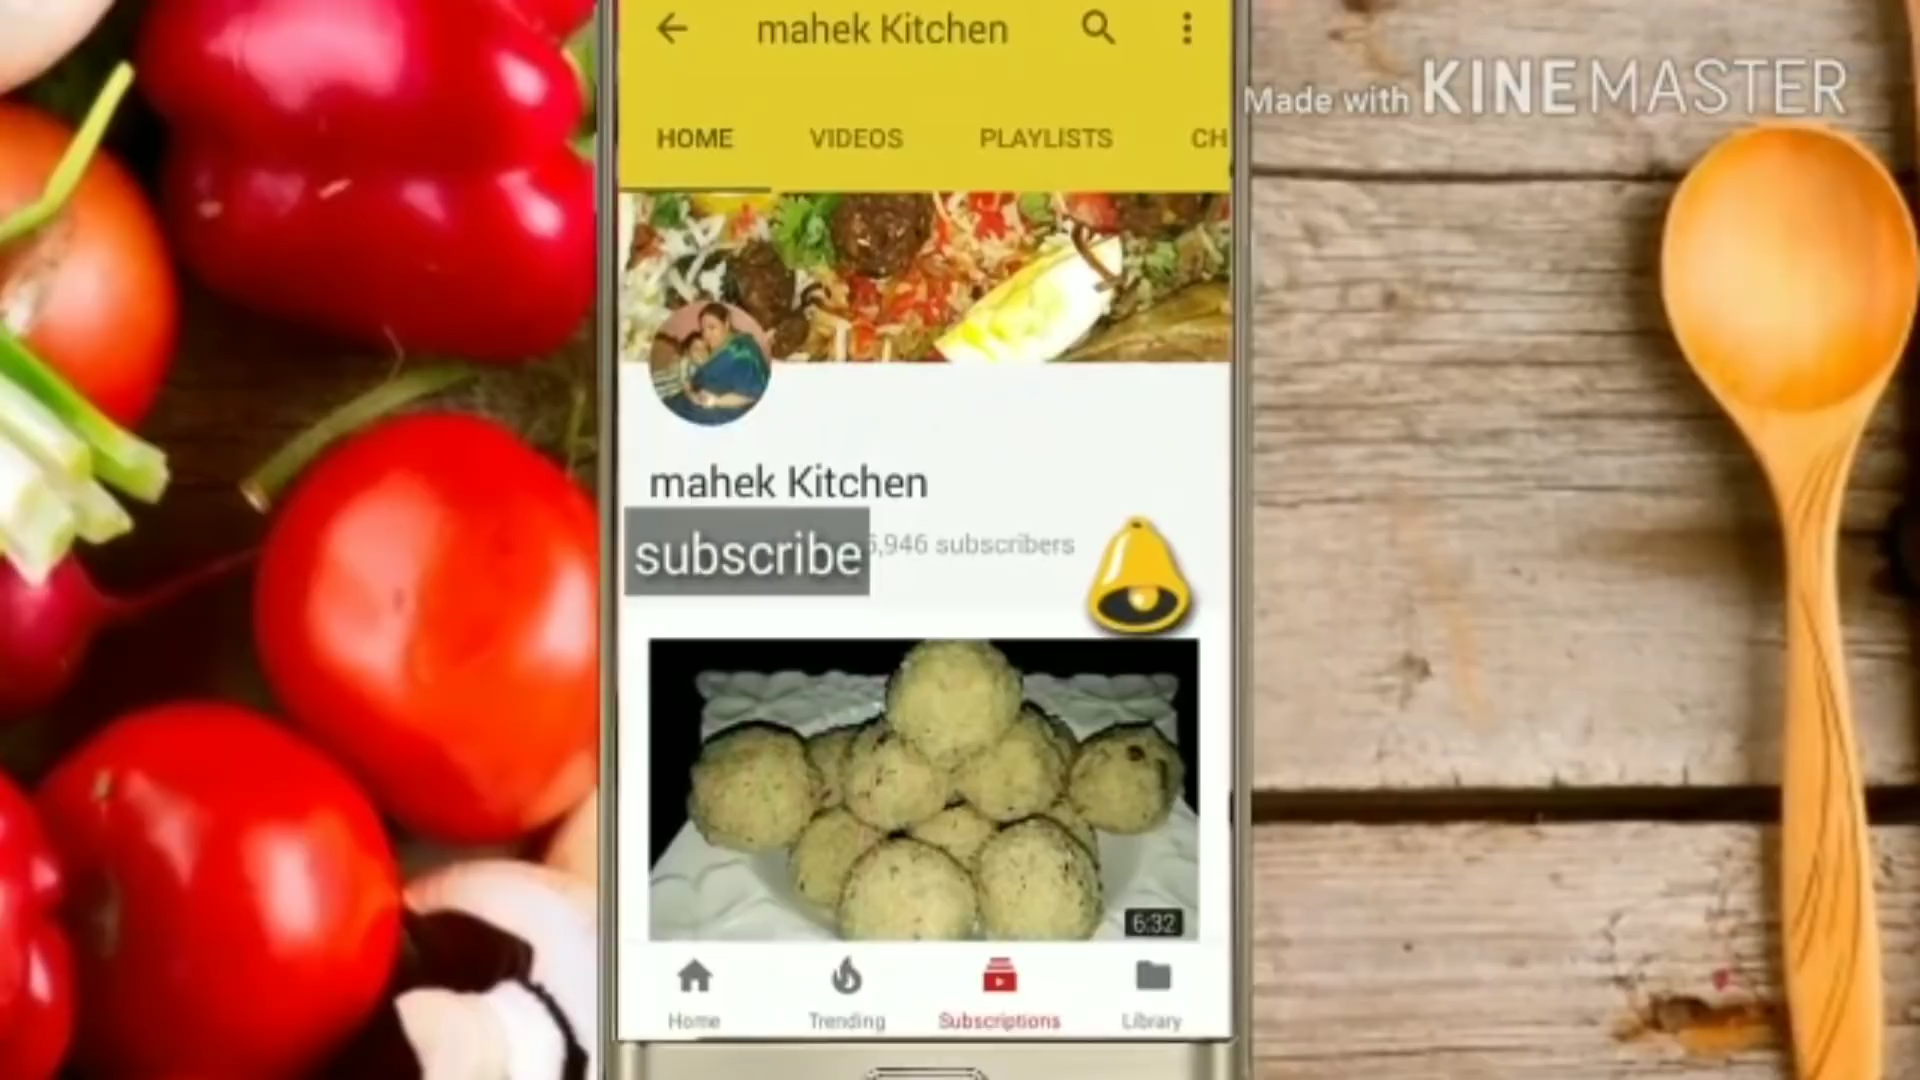 mahek Kitchen
Made with KINEMASTER
HOME VIDEOS PLAYLISTS CH
mahek Kitchen
subscribe 6,946 subscribers
6:32
Home Trending Subscriptions Library